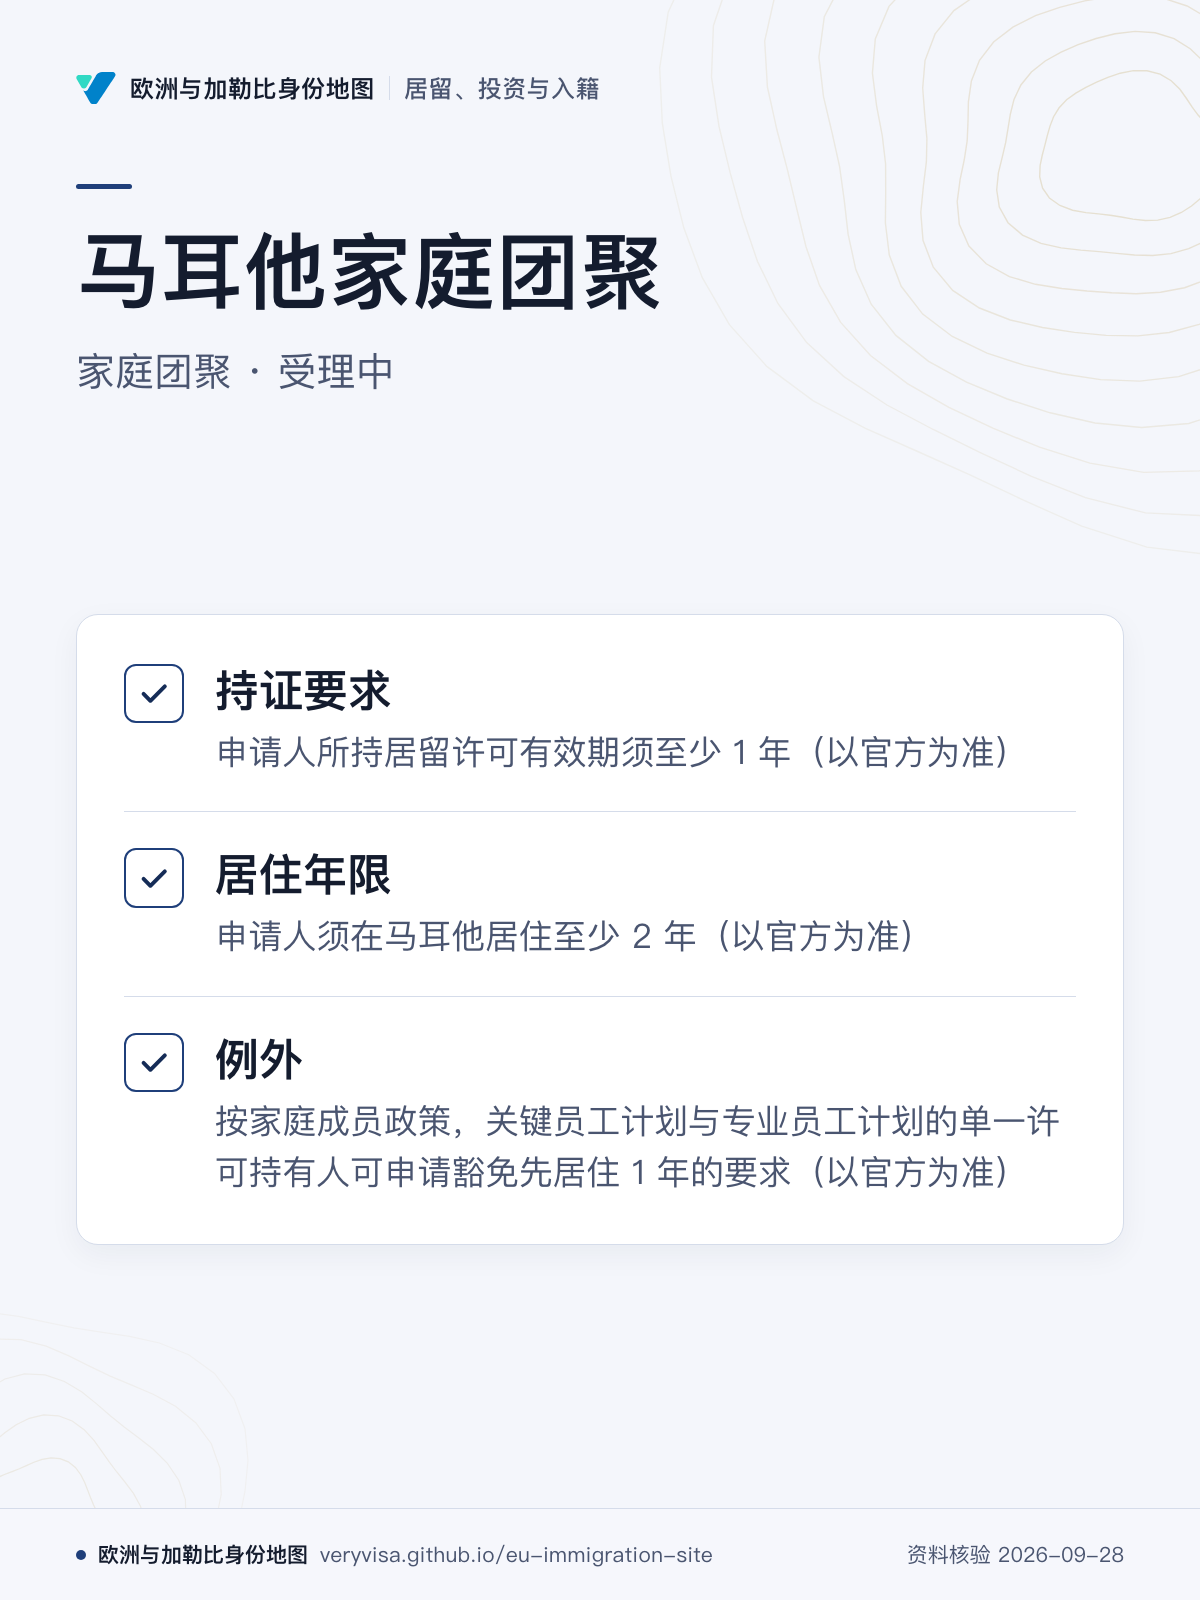 欧洲与加勒比身份地图 居留、投资与入籍
马耳他家庭团聚
家庭团聚 · 受理中
持证要求
申请人所持居留许可有效期须至少 1 年（以官方为准）
居住年限
申请人须在马耳他居住至少 2 年（以官方为准）
例外
按家庭成员政策，关键员工计划与专业员工计划的单一许
可持有人可申请豁免先居住 1 年的要求（以官方为准）
欧洲与加勒比身份地图 veryvisa.github.io/eu-immigration-site 资料核验 2026-09-28